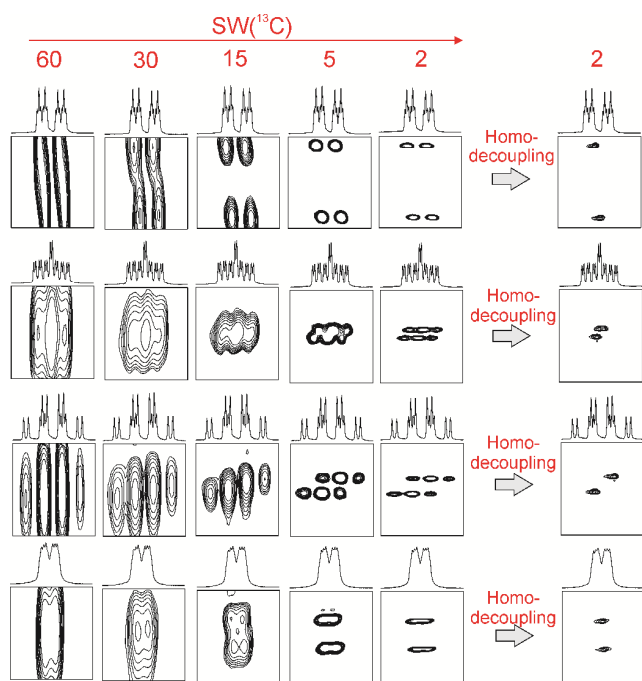 SW(¹³C)
60 30 15 5 2 2
Homo-
decoupling
Homo-
decoupling
Homo-
decoupling
Homo-
decoupling